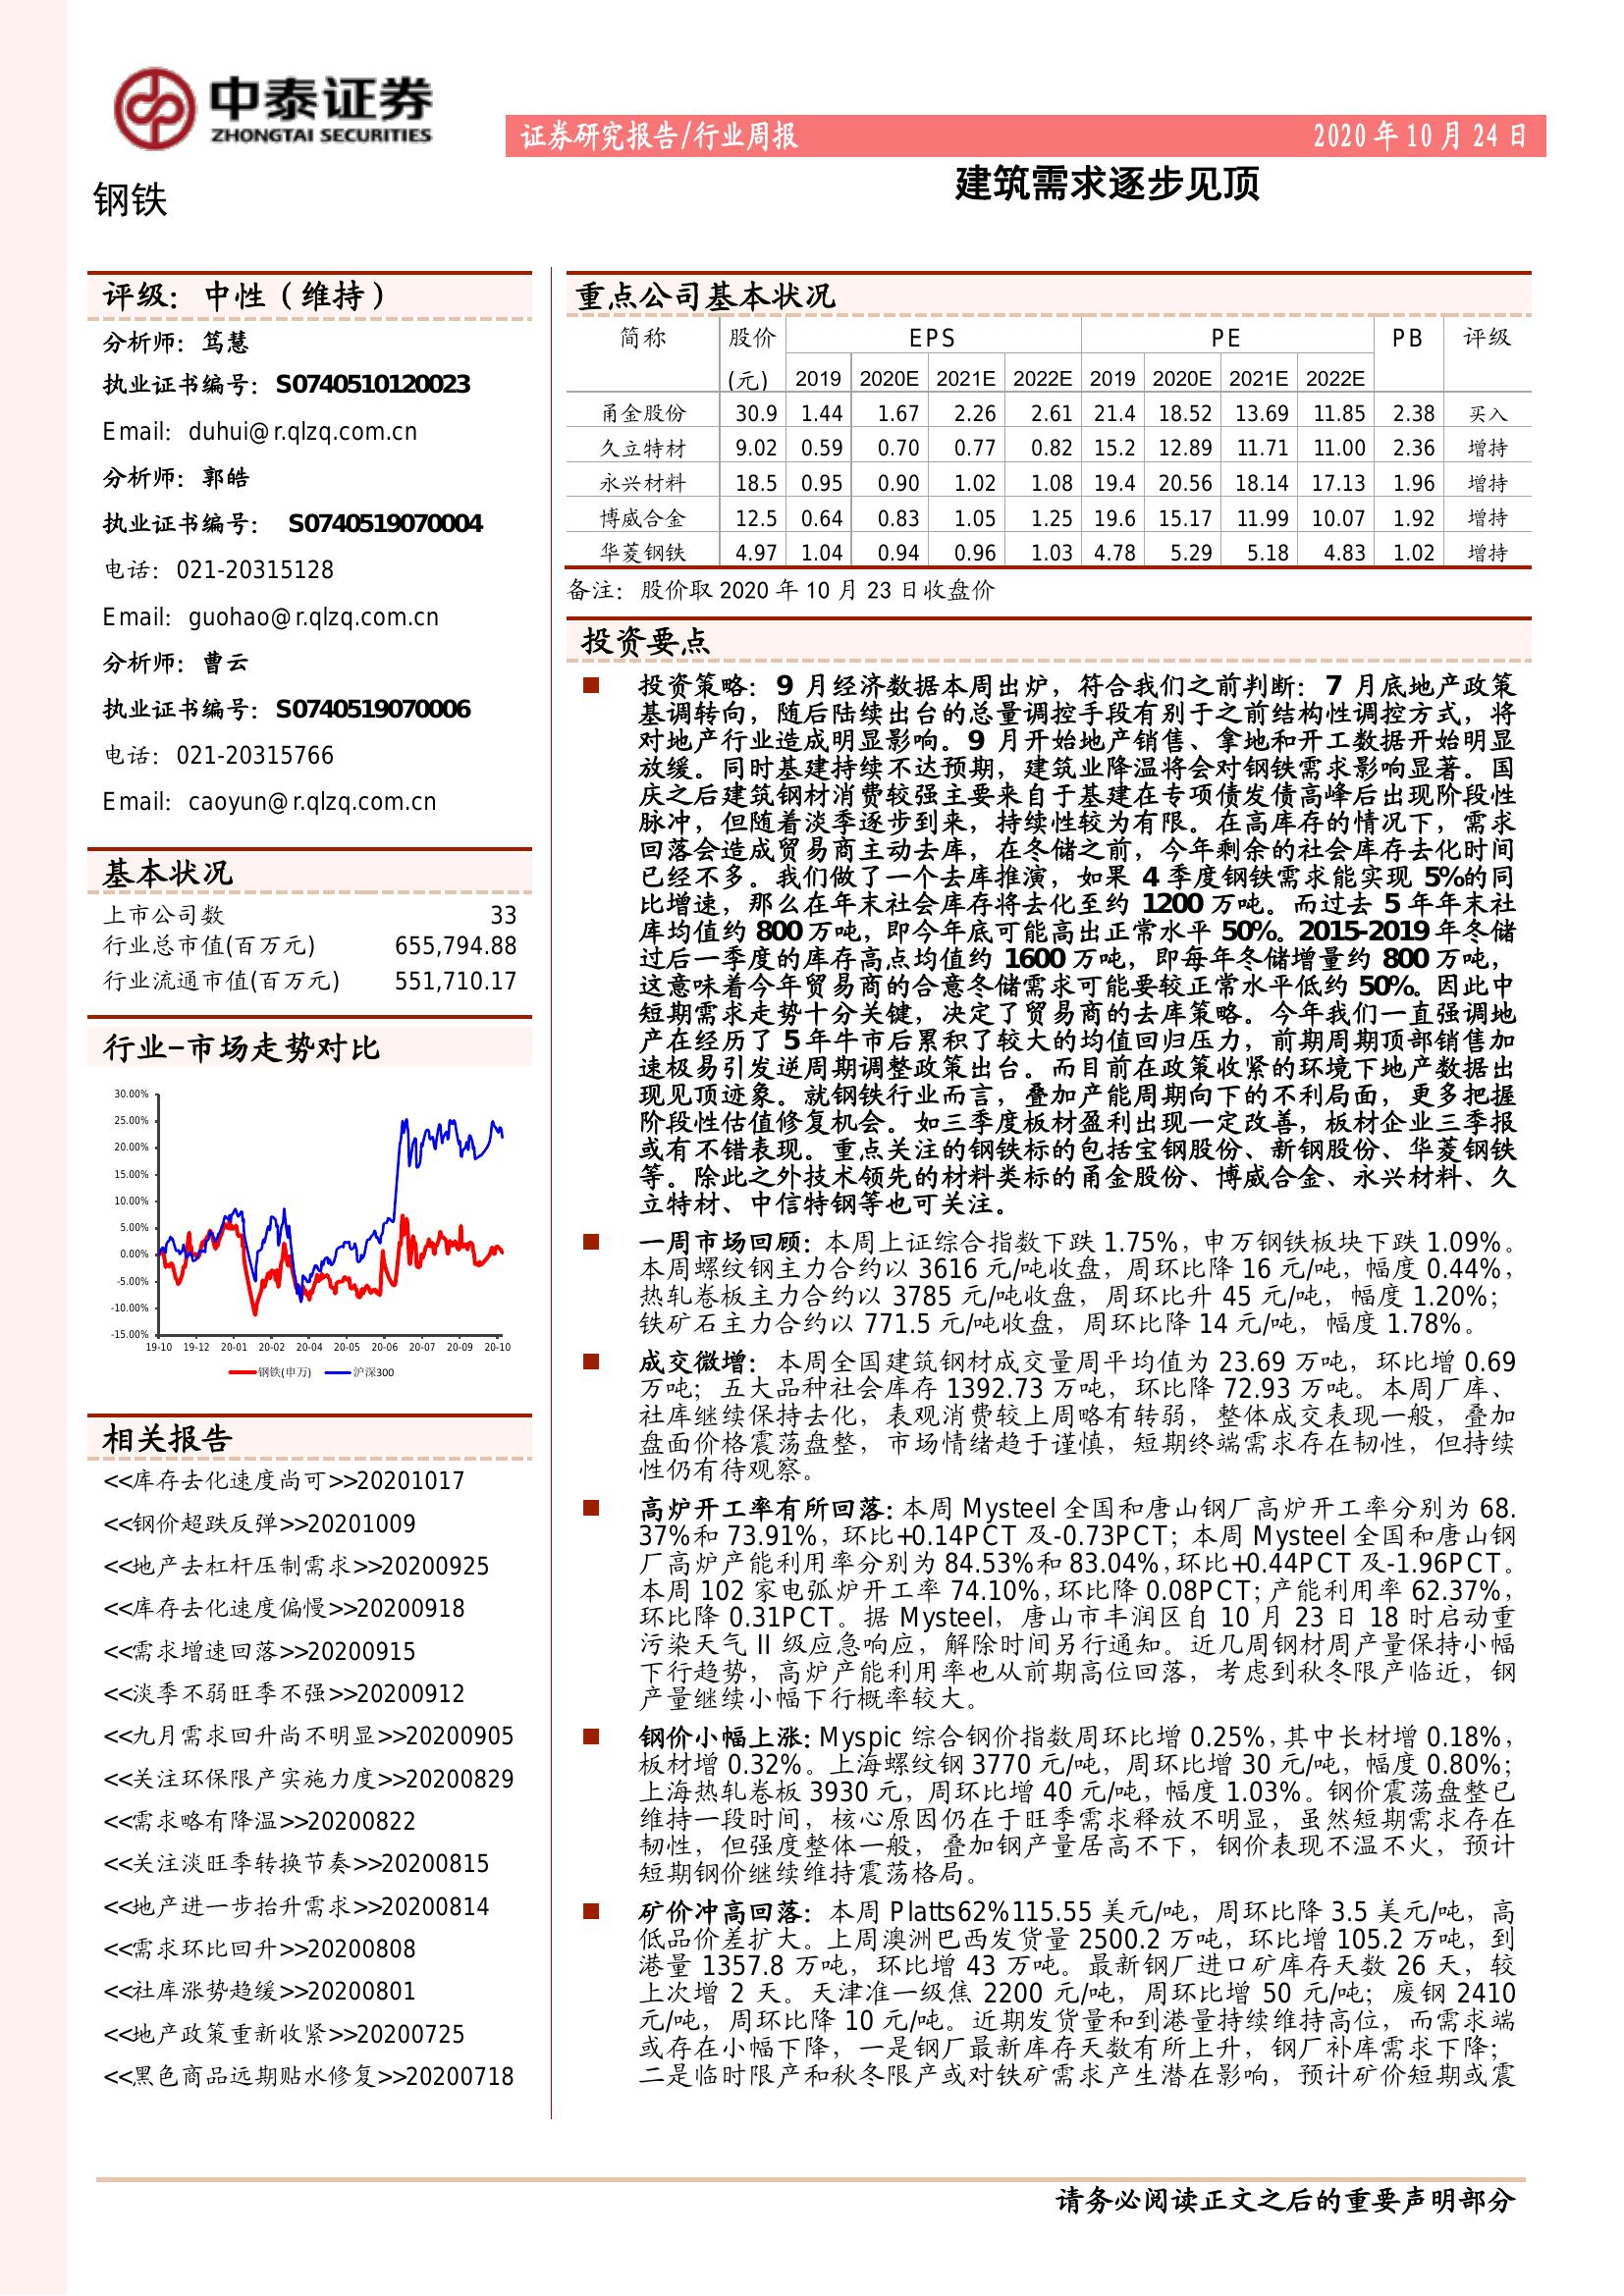 中泰证券
ZHONGTAI SECURITIES
证券研究报告/行业周报 2020 年 10 月 24 日
钢铁
建筑需求逐步见顶
评级：中性（维持）
分析师：笃慧
执业证书编号：S0740510120023
Email：duhui@r.qlzq.com.cn
分析师：郭皓
执业证书编号： S0740519070004
电话：021-20315128
Email：guohao@r.qlzq.com.cn
分析师：曹云
执业证书编号：S0740519070006
电话：021-20315766
Email：caoyun@r.qlzq.com.cn
基本状况
上市公司数 33
行业总市值(百万元) 655,794.88
行业流通市值(百万元) 551,710.17
行业-市场走势对比
30.00%
25.00%
20.00%
15.00%
10.00%
5.00%
0.00%
-5.00%
-10.00%
-15.00%
19-10 19-12 20-01 20-02 20-04 20-05 20-06 20-07 20-09 20-10
钢铁(申万) 沪深300
相关报告
<<库存去化速度尚可>>20201017
<<钢价超跌反弹>>20201009
<<地产去杠杆压制需求>>20200925
<<库存去化速度偏慢>>20200918
<<需求增速回落>>20200915
<<淡季不弱旺季不强>>20200912
<<九月需求回升尚不明显>>20200905
<<关注环保限产实施力度>>20200829
<<需求略有降温>>20200822
<<关注淡旺季转换节奏>>20200815
<<地产进一步抬升需求>>20200814
<<需求环比回升>>20200808
<<社库涨势趋缓>>20200801
<<地产政策重新收紧>>20200725
<<黑色商品远期贴水修复>>20200718
重点公司基本状况
简称 股价 EPS PE PB 评级
(元) 2019 2020E 2021E 2022E 2019 2020E 2021E 2022E
甬金股份 30.9 1.44 1.67 2.26 2.61 21.4 18.52 13.69 11.85 2.38 买入
久立特材 9.02 0.59 0.70 0.77 0.82 15.2 12.89 11.71 11.00 2.36 增持
永兴材料 18.5 0.95 0.90 1.02 1.08 19.4 20.56 18.14 17.13 1.96 增持
博威合金 12.5 0.64 0.83 1.05 1.25 19.6 15.17 11.99 10.07 1.92 增持
华菱钢铁 4.97 1.04 0.94 0.96 1.03 4.78 5.29 5.18 4.83 1.02 增持
备注：股价取 2020 年 10 月 23 日收盘价
投资要点
投资策略：9 月经济数据本周出炉，符合我们之前判断：7 月底地产政策
基调转向，随后陆续出台的总量调控手段有别于之前结构性调控方式，将
对地产行业造成明显影响。9 月开始地产销售、拿地和开工数据开始明显
放缓。同时基建持续不达预期，建筑业降温将会对钢铁需求影响显著。国
庆之后建筑钢材消费较强主要来自于基建在专项债发债高峰后出现阶段性
脉冲，但随着淡季逐步到来，持续性较为有限。在高库存的情况下，需求
回落会造成贸易商主动去库，在冬储之前，今年剩余的社会库存去化时间
已经不多。我们做了一个去库推演，如果 4 季度钢铁需求能实现 5%的同
比增速，那么在年末社会库存将去化至约 1200 万吨。而过去 5 年年末社
库均值约 800 万吨，即今年底可能高出正常水平 50%。2015-2019 年冬储
过后一季度的库存高点均值约 1600 万吨，即每年冬储增量约 800 万吨，
这意味着今年贸易商的合意冬储需求可能要较正常水平低约 50%。因此中
短期需求走势十分关键，决定了贸易商的去库策略。今年我们一直强调地
产在经历了 5 年牛市后累积了较大的均值回归压力，前期周期顶部销售加
速极易引发逆周期调整政策出台。而目前在政策收紧的环境下地产数据出
现见顶迹象。就钢铁行业而言，叠加产能周期向下的不利局面，更多把握
阶段性估值修复机会。如三季度板材盈利出现一定改善，板材企业三季报
或有不错表现。重点关注的钢铁标的包括宝钢股份、新钢股份、华菱钢铁
等。除此之外技术领先的材料类标的甬金股份、博威合金、永兴材料、久
立特材、中信特钢等也可关注。
一周市场回顾：本周上证综合指数下跌 1.75%，申万钢铁板块下跌 1.09%。
本周螺纹钢主力合约以 3616 元/吨收盘，周环比降 16 元/吨，幅度 0.44%，
热轧卷板主力合约以 3785 元/吨收盘，周环比升 45 元/吨，幅度 1.20%；
铁矿石主力合约以 771.5 元/吨收盘，周环比降 14 元/吨，幅度 1.78%。
成交微增：本周全国建筑钢材成交量周平均值为 23.69 万吨，环比增 0.69
万吨；五大品种社会库存 1392.73 万吨，环比降 72.93 万吨。本周厂库、
社库继续保持去化，表观消费较上周略有转弱，整体成交表现一般，叠加
盘面价格震荡盘整，市场情绪趋于谨慎，短期终端需求存在韧性，但持续
性仍有待观察。
高炉开工率有所回落：本周 Mysteel 全国和唐山钢厂高炉开工率分别为 68.
37%和 73.91%，环比+0.14PCT 及-0.73PCT；本周 Mysteel 全国和唐山钢
厂高炉产能利用率分别为 84.53%和 83.04%，环比+0.44PCT 及-1.96PCT。
本周 102 家电弧炉开工率 74.10%，环比降 0.08PCT；产能利用率 62.37%，
环比降 0.31PCT。据 Mysteel，唐山市丰润区自 10 月 23 日 18 时启动重
污染天气 II 级应急响应，解除时间另行通知。近几周钢材周产量保持小幅
下行趋势，高炉产能利用率也从前期高位回落，考虑到秋冬限产临近，钢
产量继续小幅下行概率较大。
钢价小幅上涨：Myspic 综合钢价指数周环比增 0.25%，其中长材增 0.18%，
板材增 0.32%。上海螺纹钢 3770 元/吨，周环比增 30 元/吨，幅度 0.80%；
上海热轧卷板 3930 元，周环比增 40 元/吨，幅度 1.03%。钢价震荡盘整已
维持一段时间，核心原因仍在于旺季需求释放不明显，虽然短期需求存在
韧性，但强度整体一般，叠加钢产量居高不下，钢价表现不温不火，预计
短期钢价继续维持震荡格局。
矿价冲高回落：本周 Platts62%115.55 美元/吨，周环比降 3.5 美元/吨，高
低品价差扩大。上周澳洲巴西发货量 2500.2 万吨，环比增 105.2 万吨，到
港量 1357.8 万吨，环比增 43 万吨。最新钢厂进口矿库存天数 26 天，较
上次增 2 天。天津准一级焦 2200 元/吨，周环比增 50 元/吨；废钢 2410
元/吨，周环比降 10 元/吨。近期发货量和到港量持续维持高位，而需求端
或存在小幅下降，一是钢厂最新库存天数有所上升，钢厂补库需求下降；
二是临时限产和秋冬限产或对铁矿需求产生潜在影响，预计矿价短期或震
请务必阅读正文之后的重要声明部分